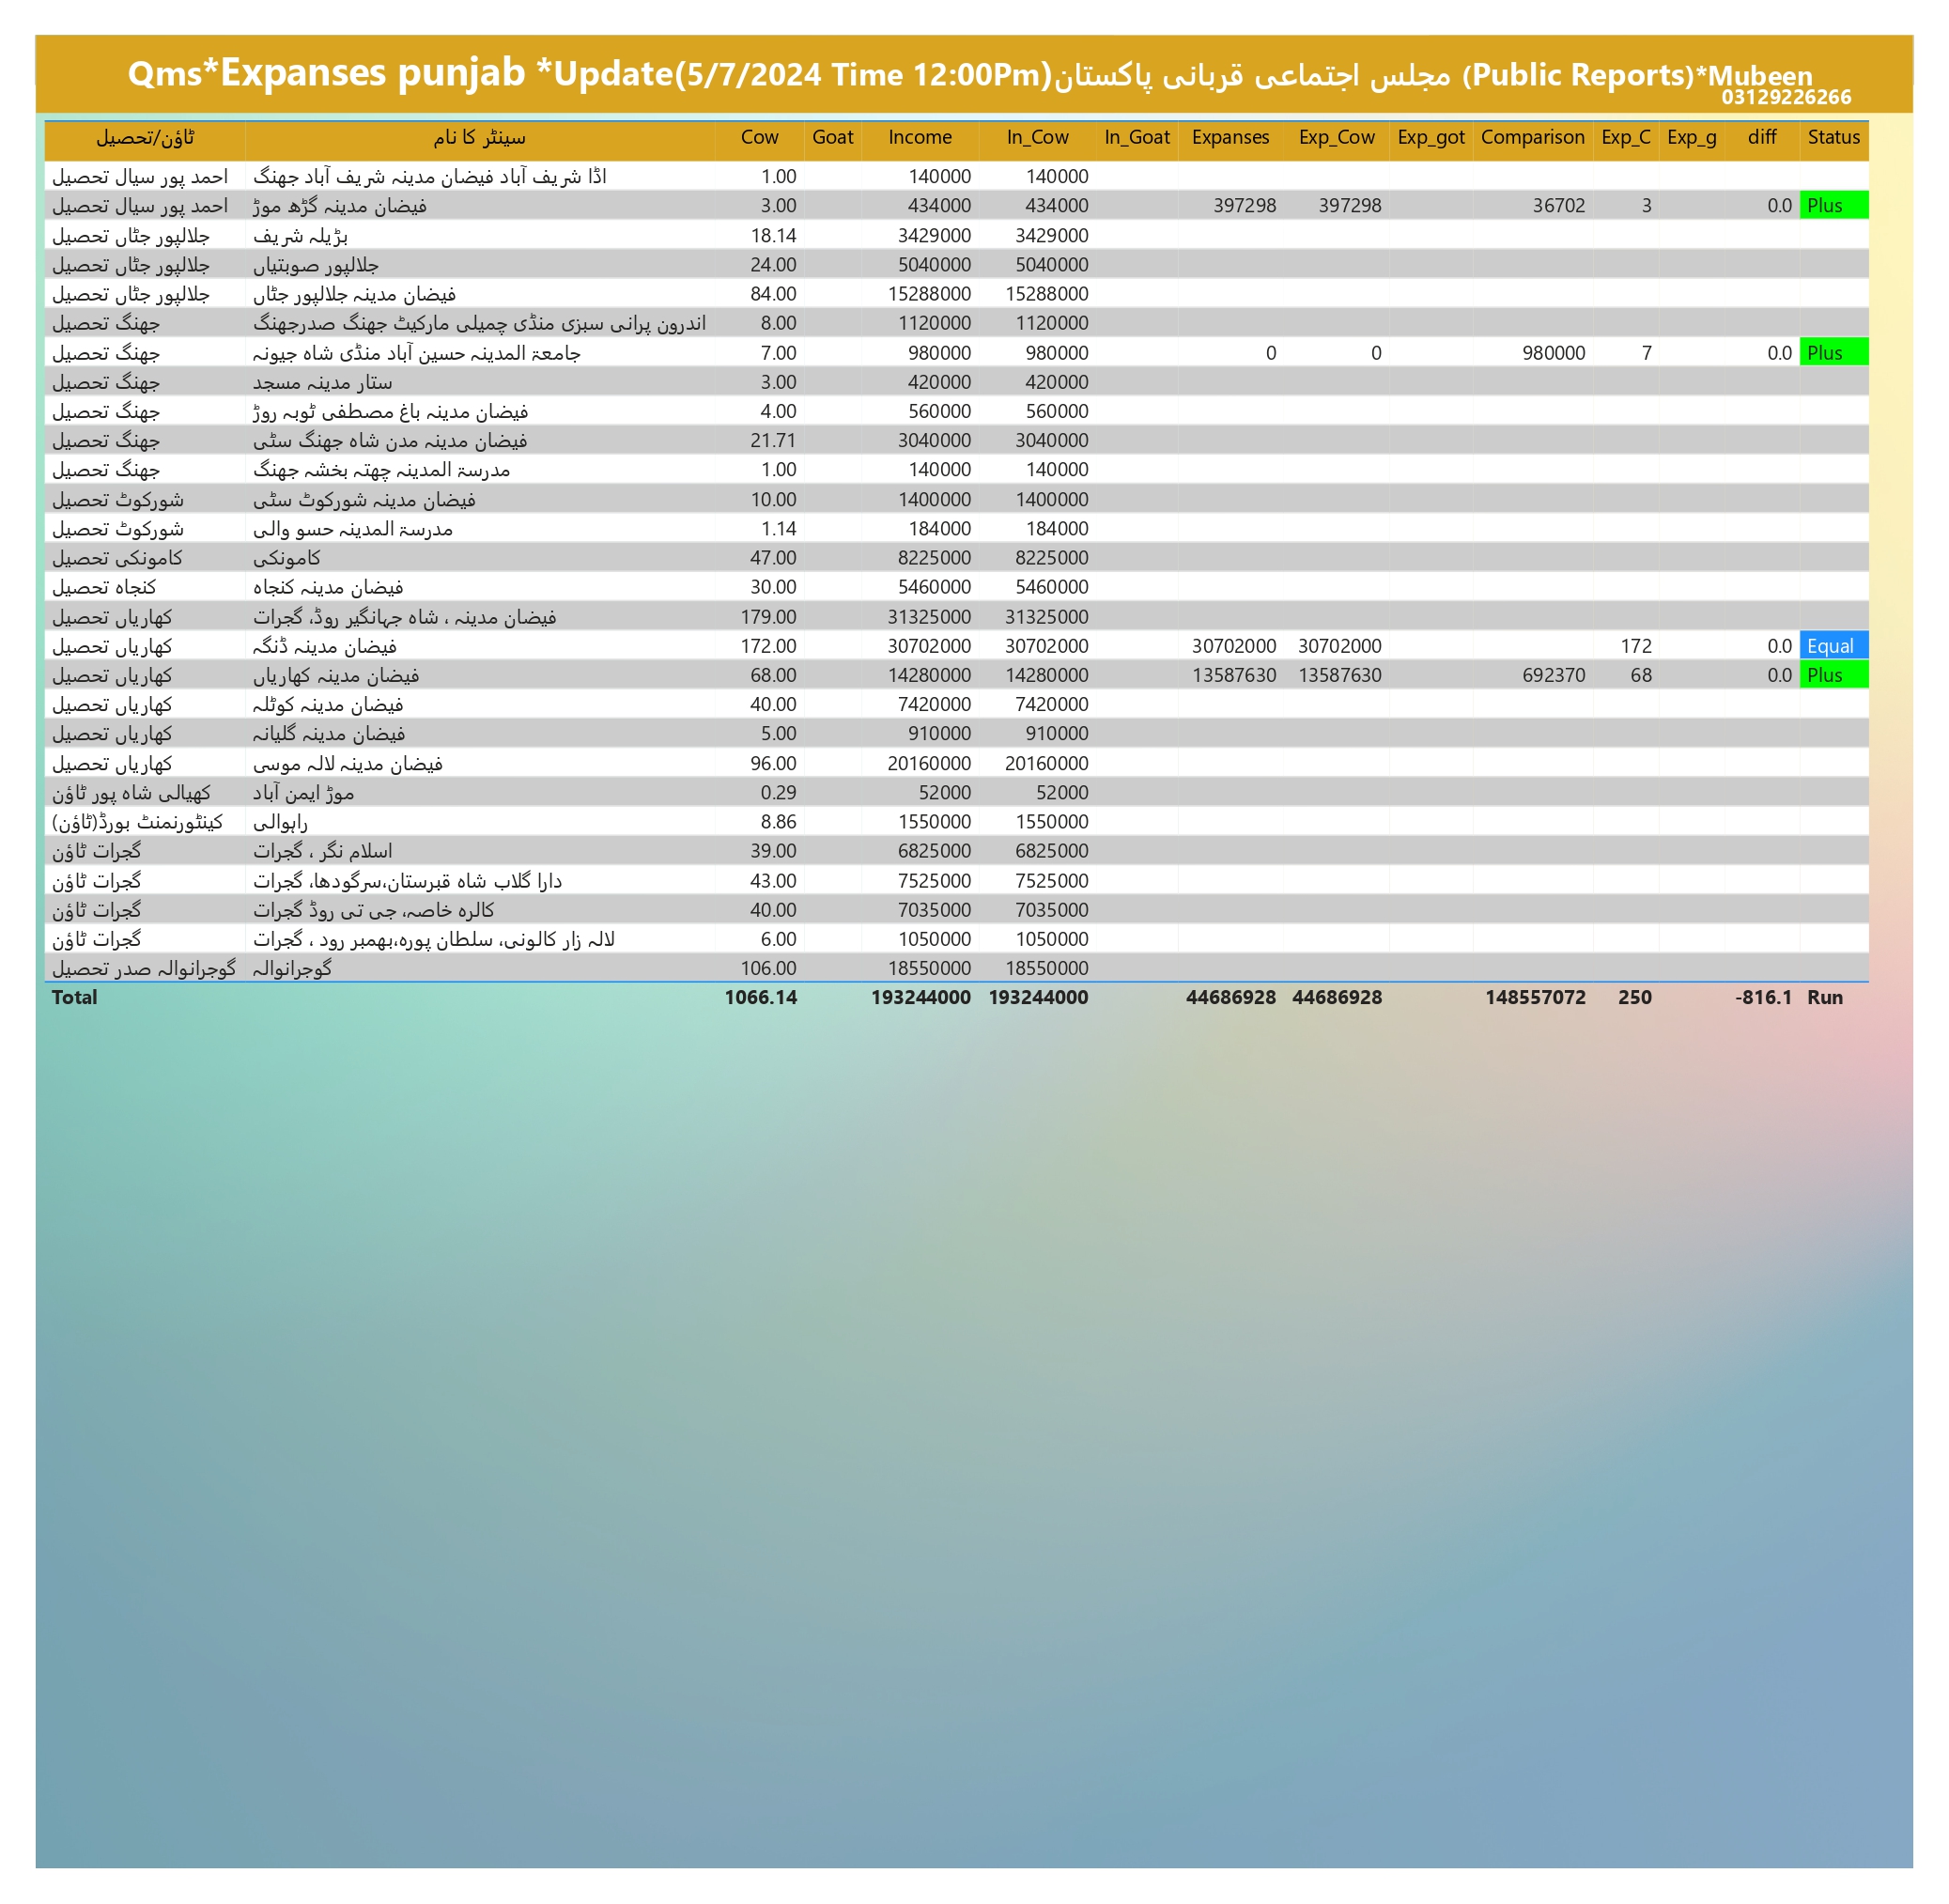 Qms*Expanses punjab *Update(5/7/2024 Time 12:00Pm)مجلس اجتماعی قربانی پاکستان (Public Reports)*Mubeen
03129226266
ٹاؤن/تحصیل سینٹر کا نام Cow Goat Income In_Cow In_Goat Expanses Exp_Cow Exp_got Comparison Exp_C Exp_g diff Status
احمد پور سیال تحصیل اڈا شریف آباد فیضان مدینہ شریف آباد جھنگ 1.00 140000 140000
احمد پور سیال تحصیل فیضان مدینہ گڑھ موڑ 3.00 434000 434000 397298 397298 36702 3 0.0 Plus
جلالپور جٹاں تحصیل بڑیلہ شریف 18.14 3429000 3429000
جلالپور جٹاں تحصیل جلالپور صوبتیاں 24.00 5040000 5040000
جلالپور جٹاں تحصیل فیضان مدینہ جلالپور جٹاں 84.00 15288000 15288000
جھنگ تحصیل اندرون پرانی سبزی منڈی چمیلی مارکیٹ جھنگ صدرجھنگ 8.00 1120000 1120000
جھنگ تحصیل جامعۃ المدینہ حسین آباد منڈی شاہ جیونہ 7.00 980000 980000 0 0 980000 7 0.0 Plus
جھنگ تحصیل ستار مدینہ مسجد 3.00 420000 420000
جھنگ تحصیل فیضان مدینہ باغ مصطفی ٹوبہ روڑ 4.00 560000 560000
جھنگ تحصیل فیضان مدینہ مدن شاہ جھنگ سٹی 21.71 3040000 3040000
جھنگ تحصیل مدرسۃ المدینہ چھتہ بخشہ جھنگ 1.00 140000 140000
شورکوٹ تحصیل فیضان مدینہ شورکوٹ سٹی 10.00 1400000 1400000
شورکوٹ تحصیل مدرسۃ المدینہ حسو والی 1.14 184000 184000
کامونکی تحصیل کامونکی 47.00 8225000 8225000
کنجاہ تحصیل فیضان مدینہ کنجاہ 30.00 5460000 5460000
کھاریاں تحصیل فیضان مدینہ ، شاہ جہانگیر روڈ، گجرات 179.00 31325000 31325000
کھاریاں تحصیل فیضان مدینہ ڈنگہ 172.00 30702000 30702000 30702000 30702000 172 0.0 Equal
کھاریاں تحصیل فیضان مدینہ کھاریاں 68.00 14280000 14280000 13587630 13587630 692370 68 0.0 Plus
کھاریاں تحصیل فیضان مدینہ کوٹلہ 40.00 7420000 7420000
کھاریاں تحصیل فیضان مدینہ گلیانہ 5.00 910000 910000
کھاریاں تحصیل فیضان مدینہ لالہ موسی 96.00 20160000 20160000
کھیالی شاہ پور ٹاؤن موڑ ایمن آباد 0.29 52000 52000
کینٹورنمنٹ بورڈ(ٹاؤن) راہوالی 8.86 1550000 1550000
گجرات ٹاؤن اسلام نگر ، گجرات 39.00 6825000 6825000
گجرات ٹاؤن دارا گلاب شاہ قبرستان،سرگودھا، گجرات 43.00 7525000 7525000
گجرات ٹاؤن کالرہ خاصہ، جی تی روڈ گجرات 40.00 7035000 7035000
گجرات ٹاؤن لالہ زار کالونی، سلطان پورہ،بھمبر رود ، گجرات 6.00 1050000 1050000
گوجرانوالہ صدر تحصیل گوجرانوالہ 106.00 18550000 18550000
Total 1066.14 193244000 193244000 44686928 44686928 148557072 250 -816.1 Run